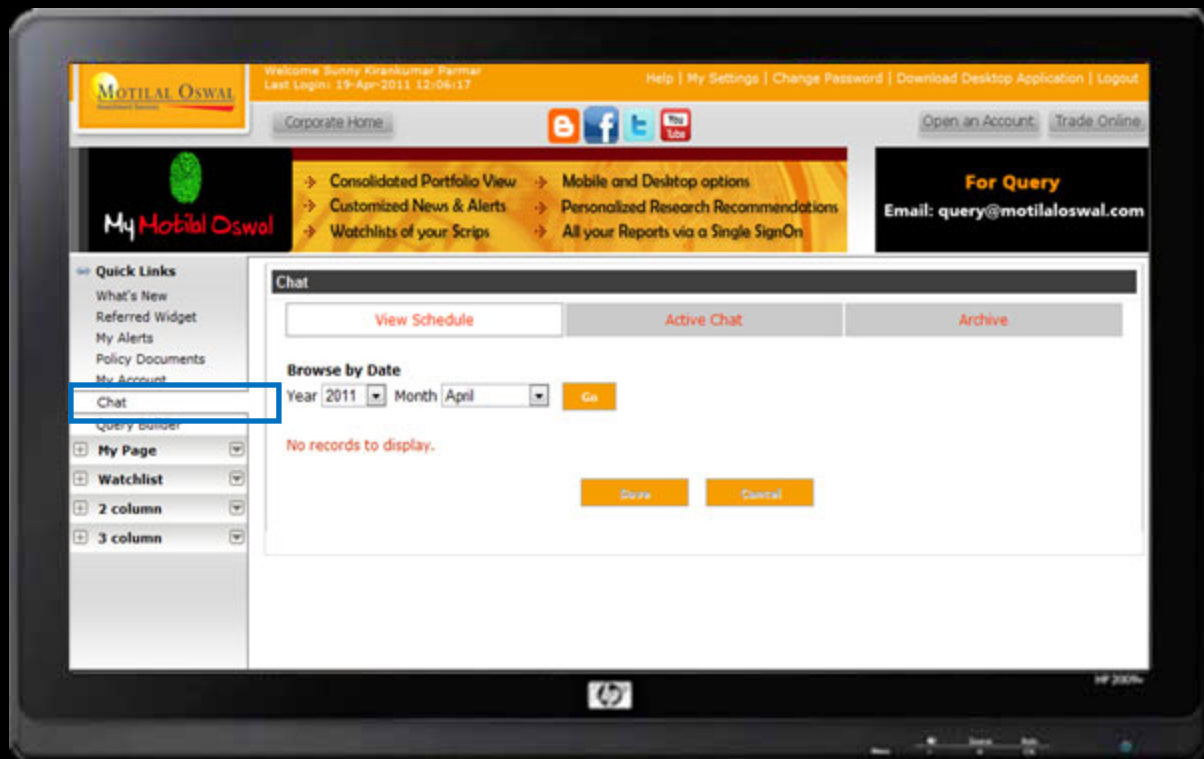 MOTILAL OSWAL
Welcome Sunny Kirankumar Parmar
Last Login: 19-Apr-2011 12:06:17
Help | My Settings | Change Password | Download Desktop Application | Logout
Corporate Home
You
Tube
Open an Account
Trade Online
My Motilal Oswal
Consolidated Portfolio View
Customized News & Alerts
Watchlists of your Scrips
Mobile and Desktop options
Personalized Research Recommendations
All your Reports via a Single SignOn
For Query
Email: query@motilaloswal.com
Quick Links
What's New
Referred Widget
My Alerts
Policy Documents
My Account
Chat
Query Builder
My Page
Watchlist
2 column
3 column
Chat
View Schedule
Active Chat
Archive
Browse by Date
Year 2011 Month April
Go
No records to display.
Save
Cancel
hp